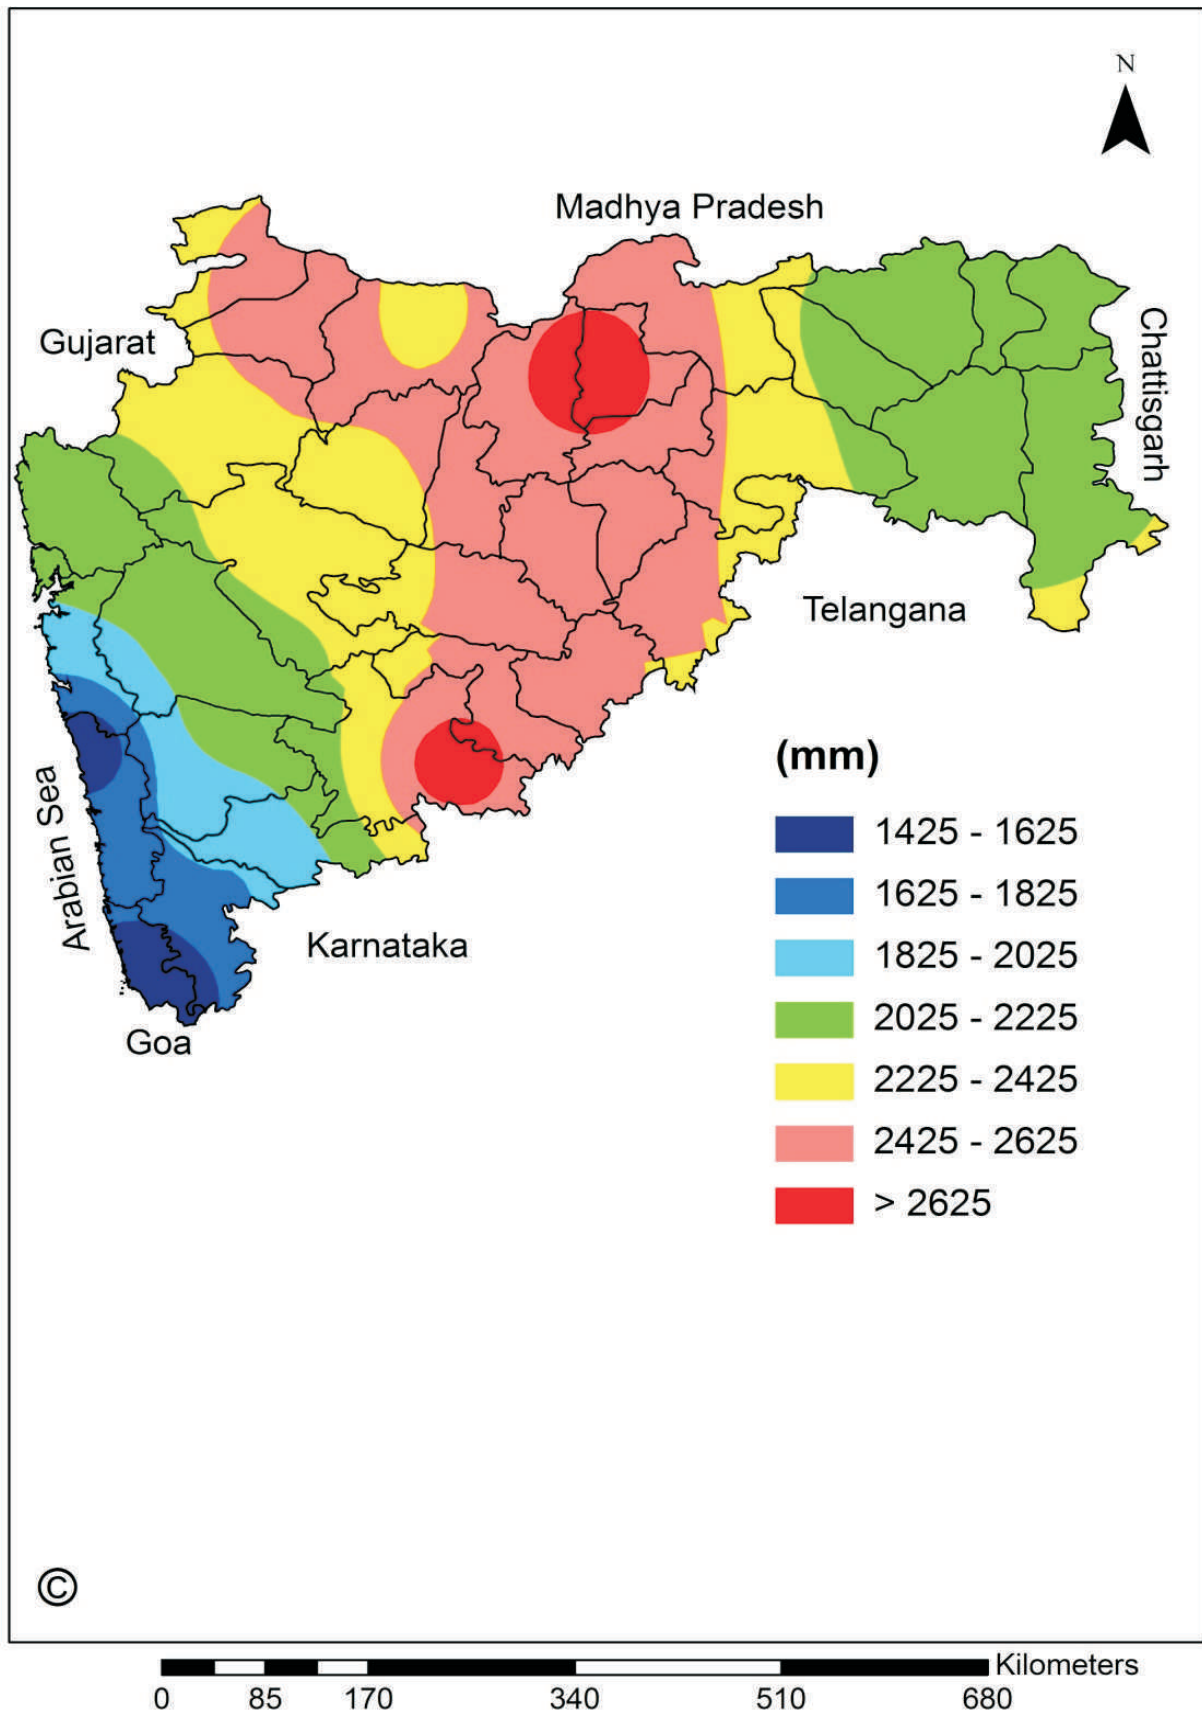 N
Madhya Pradesh
Gujarat
Chattisgarh
Telangana
(mm)
Arabian Sea
1425 - 1625
1625 - 1825
Karnataka
1825 - 2025
2025 - 2225
Goa
2225 - 2425
2425 - 2625
> 2625
©
Kilometers
0 85 170 340 510 680